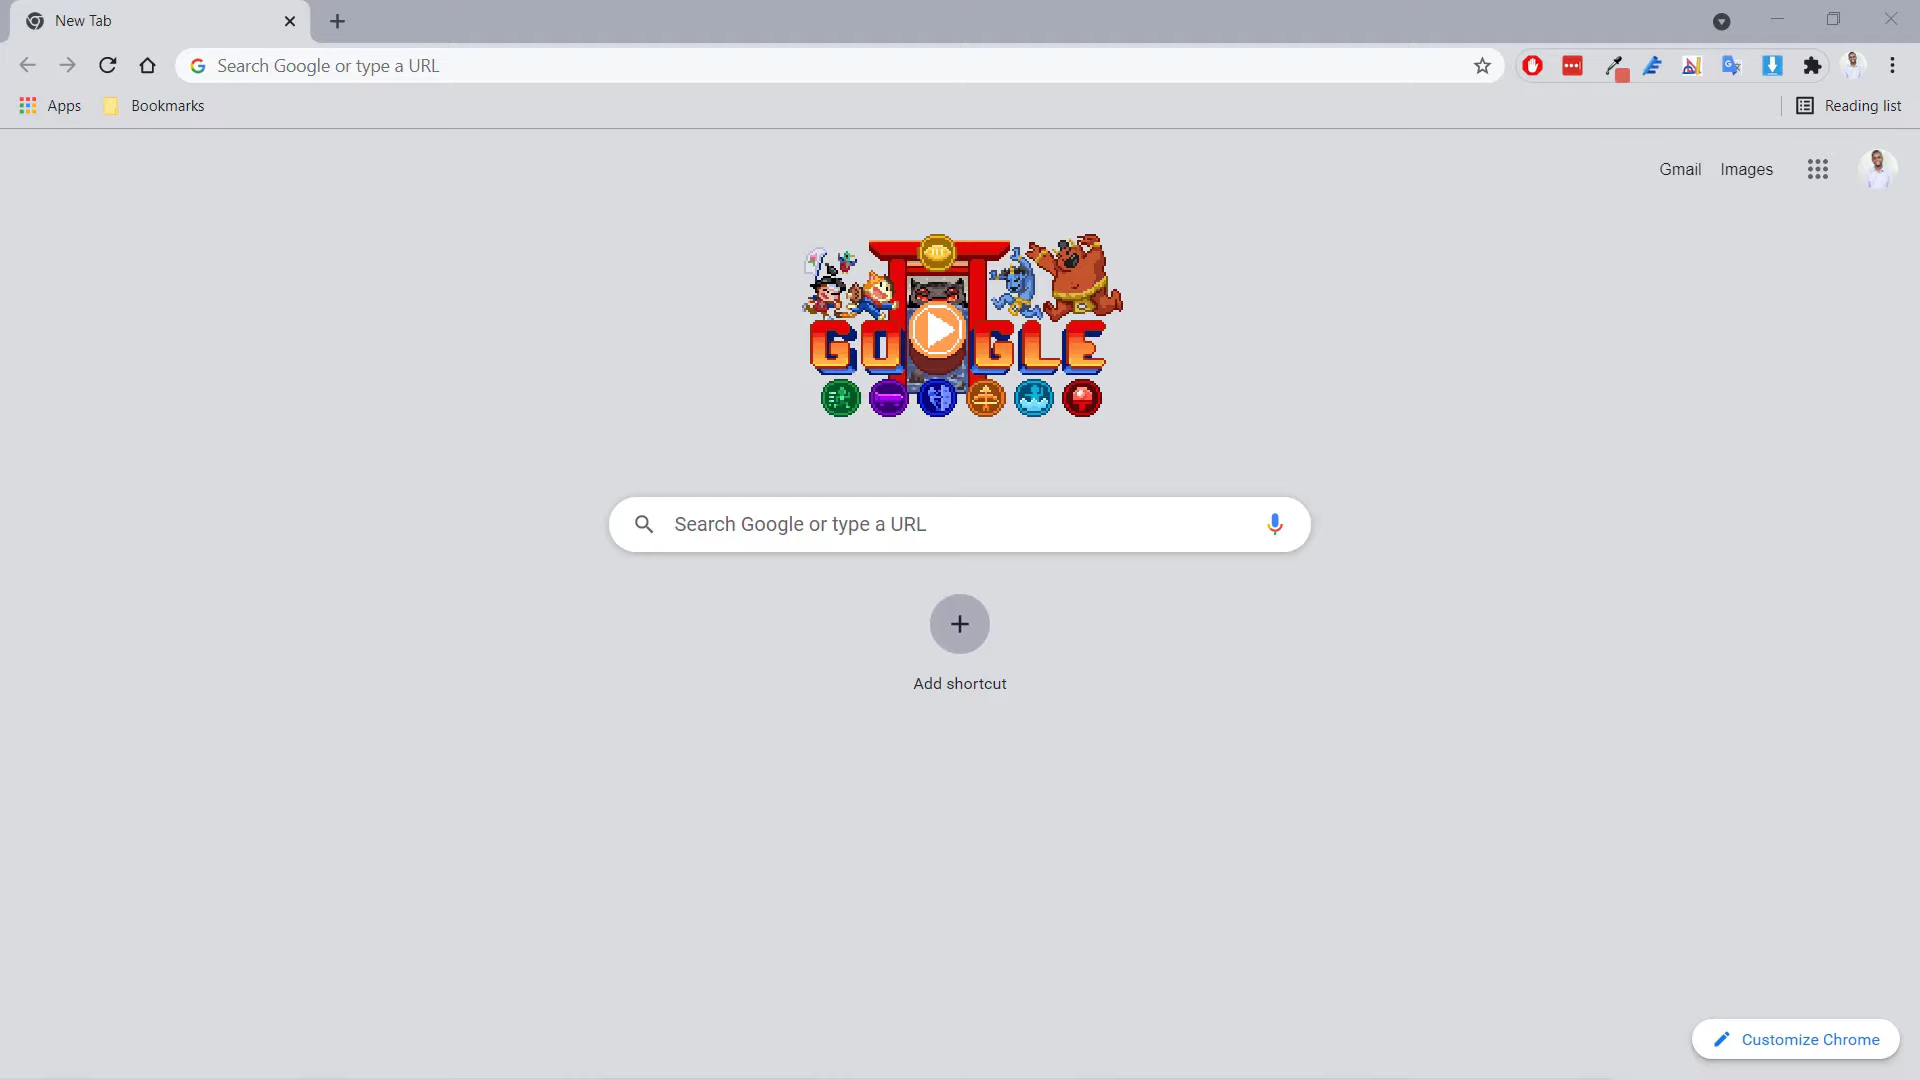 New Tab
Search Google or type a URL
Apps
Bookmarks
Reading list
Gmail
Images
GOOGLE
Search Google or type a URL
Add shortcut
Customize Chrome